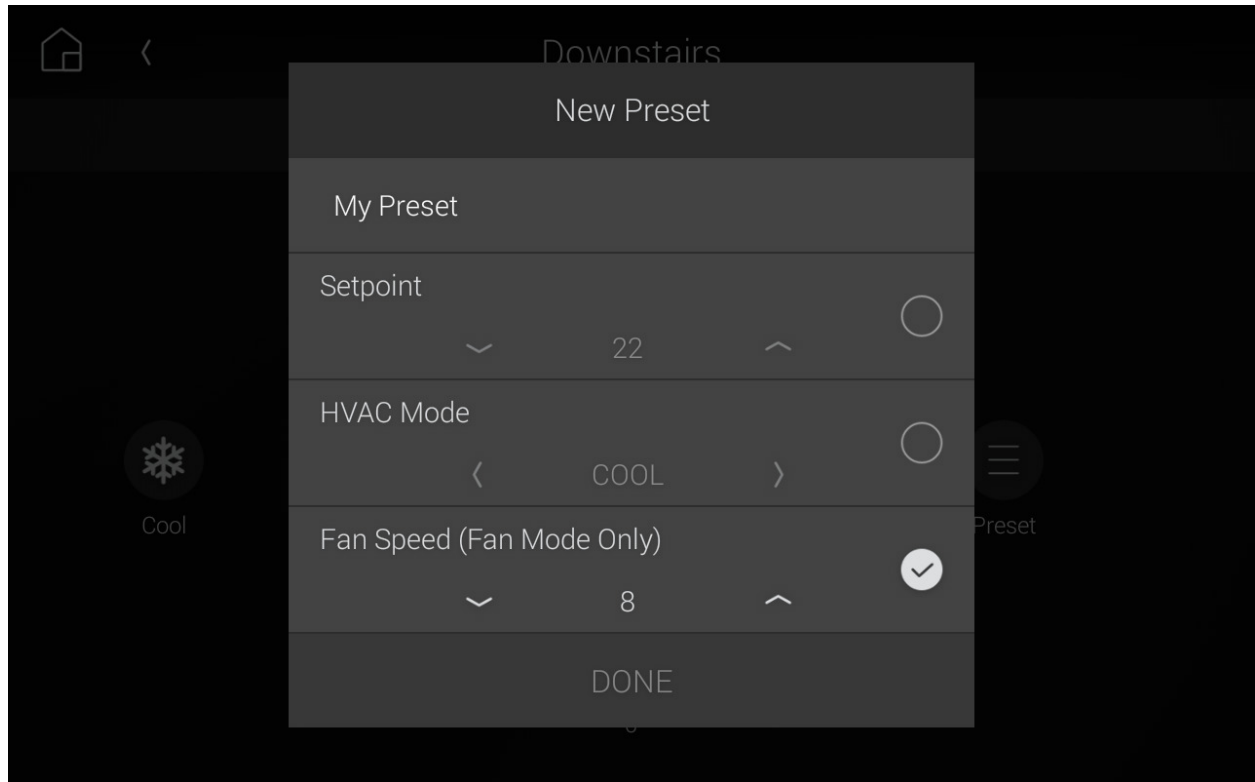 Downstairs
New Preset
My Preset
Setpoint
22
HVAC Mode
COOL
Cool
Preset
Fan Speed (Fan Mode Only)
8
DONE